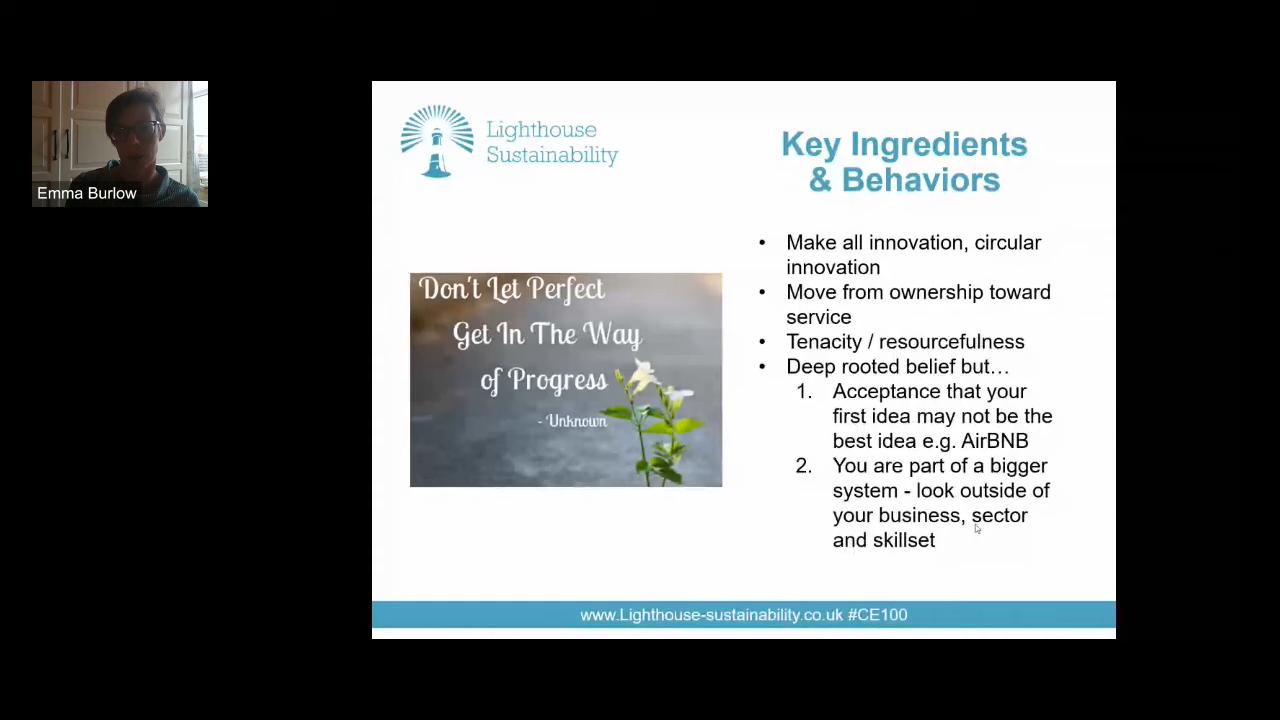 Emma Burlow
Lighthouse
Sustainability
Key Ingredients
& Behaviors
Don't Let Perfect
Get In The Way
of Progress
- Unknown
• Make all innovation, circular
innovation
• Move from ownership toward
service
• Tenacity / resourcefulness
• Deep rooted belief but…
1. Acceptance that your
first idea may not be the
best idea e.g. AirBNB
2. You are part of a bigger
system - look outside of
your business, sector
and skillset
www.Lighthouse-sustainability.co.uk #CE100